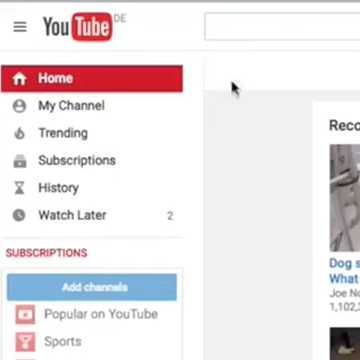 YouTube DE
Home
My Channel
Trending
Subscriptions
History
Watch Later 2
SUBSCRIPTIONS
Add channels
Popular on YouTube
Sports
Reco
Dog s
What
Joe No
1,102,